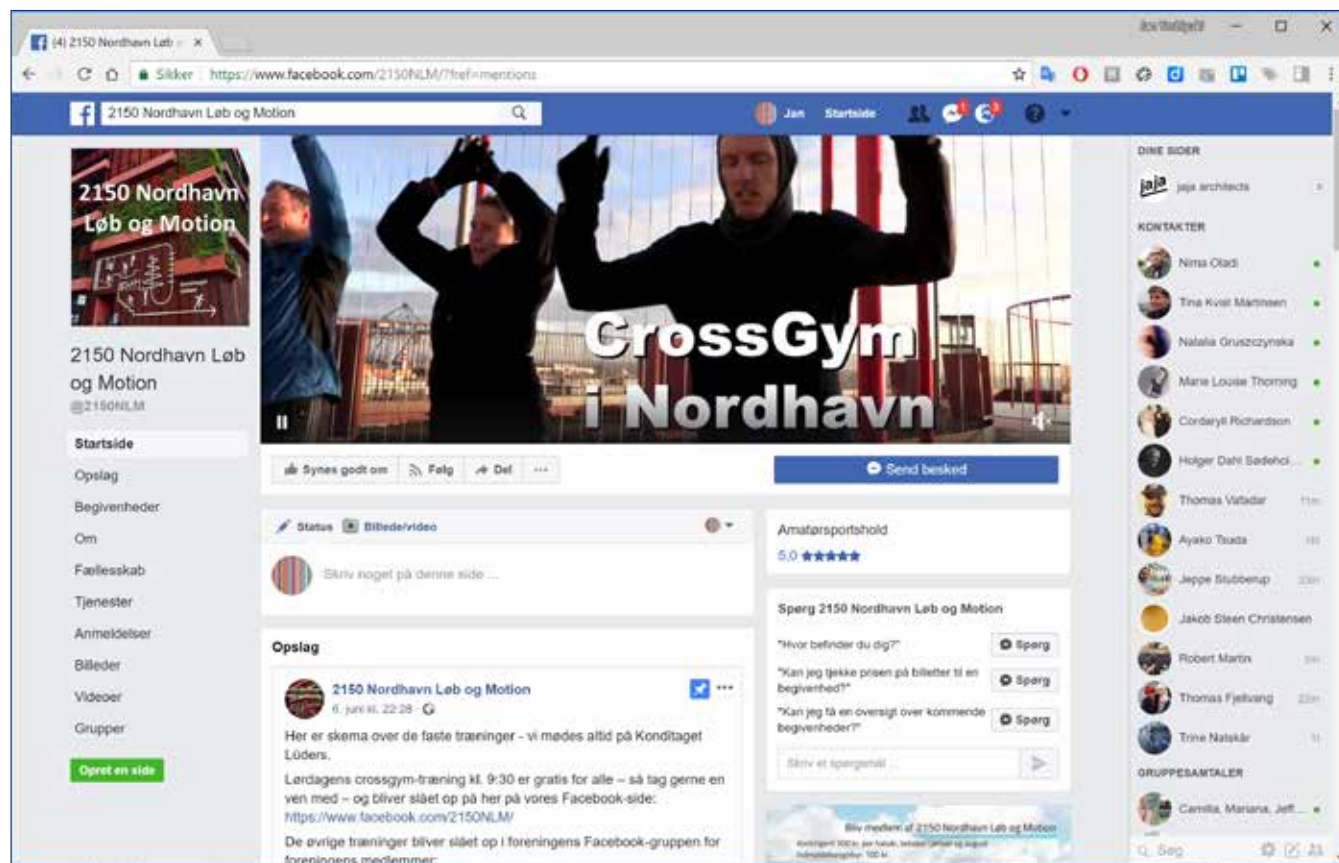 (4) 2150 Nordhavn Løb
Sikker
https://www.facebook.com/2150NLM/?fref=mentions
2150 Nordhavn Løb og Motion
Jan
Startside
2150 Nordhavn
Løb og Motion
2150 Nordhavn Løb
og Motion
@2150NLM
Startside
Opslag
Begivenheder
Om
Fællesskab
Tjenester
Anmeldelser
Billeder
Videoer
Grupper
Opret en side
CrossGym
i Nordhavn
Synes godt om
Følg
Del
Send besked
Status
Billede/video
Skriv noget på denne side ...
Opslag
2150 Nordhavn Løb og Motion
6. juni kl. 22:28
Her er skema over de faste træninger - vi mødes altid på Konditaget
Lüders.
Lørdagens crossgym-træning kl. 9:30 er gratis for alle – så tag gerne en
ven med – og bliver slået op på her på vores Facebook-side:
https://www.facebook.com/2150NLM/
De øvrige træninger bliver slået op i foreningens Facebook-gruppen for
foreningens medlemmer:
Amatørsportshold
5,0
Spørg 2150 Nordhavn Løb og Motion
"Hvor befinder du dig?"
Spørg
"Kan jeg tjekke prisen på billetter til en
begivenhed?"
Spørg
"Kan jeg få en oversigt over kommende
begivenheder?"
Spørg
Skriv et spørgsmål ...
Bliv medlem af 2150 Nordhavn Løb og Motion
DINE SIDER
jaja
jaja architects
KONTAKTER
Nima Oladi
Tina Kvist Martinsen
Natalia Gruszczynska
Marie Louise Thorning
Cordaryll Richardson
Holger Dahl
Thomas Vafadar
Ayako Tsuda
Jeppe Stubberup
Jakob Steen Christensen
Robert Martin
Thomas Fjeltvang
Trine Natskår
GRUPPESAMTALER
Camilla, Mariana, Jeff...
Søg